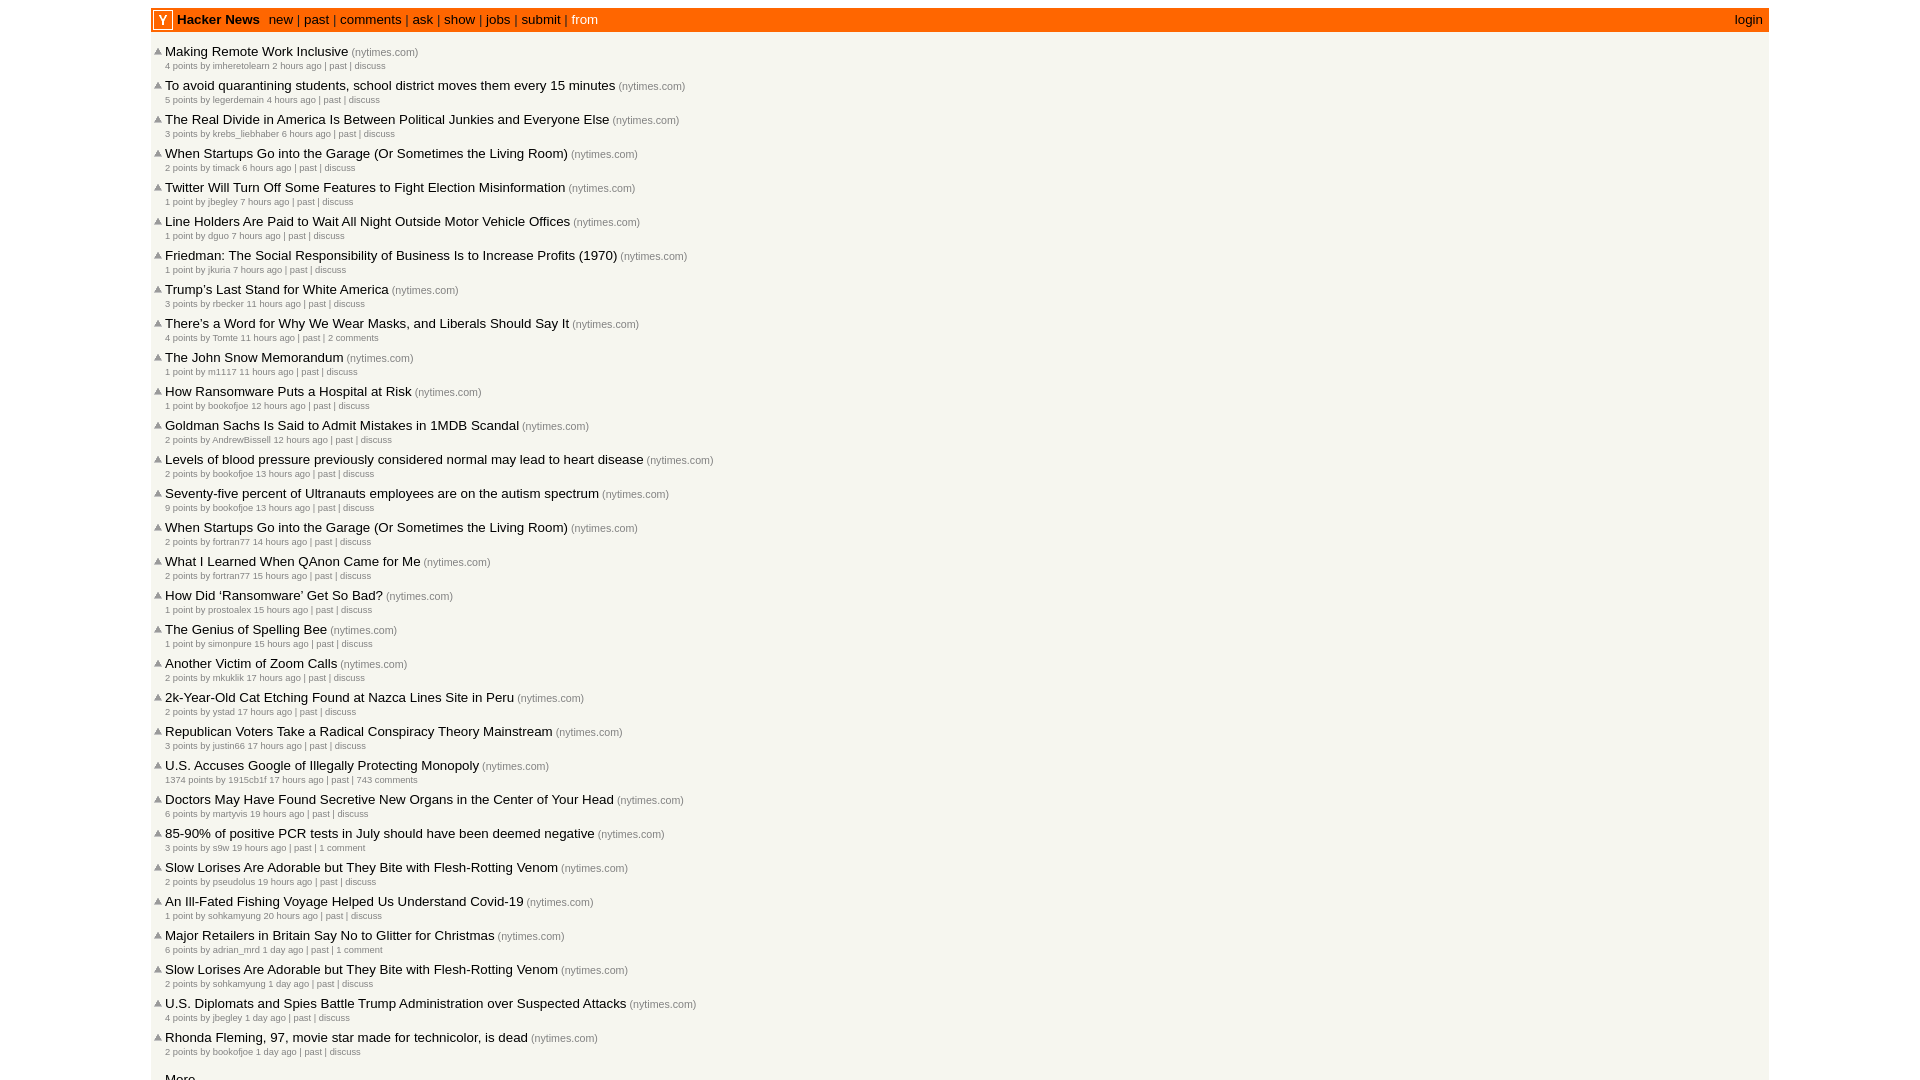 Y Hacker News new | past | comments | ask | show | jobs | submit | from login
Making Remote Work Inclusive (nytimes.com)
4 points by imheretolearn 2 hours ago | past | discuss
To avoid quarantining students, school district moves them every 15 minutes (nytimes.com)
5 points by legerdemain 4 hours ago | past | discuss
The Real Divide in America Is Between Political Junkies and Everyone Else (nytimes.com)
3 points by krebs_liebhaber 6 hours ago | past | discuss
When Startups Go into the Garage (Or Sometimes the Living Room) (nytimes.com)
2 points by timack 6 hours ago | past | discuss
Twitter Will Turn Off Some Features to Fight Election Misinformation (nytimes.com)
1 point by jbegley 7 hours ago | past | discuss
Line Holders Are Paid to Wait All Night Outside Motor Vehicle Offices (nytimes.com)
1 point by dguo 7 hours ago | past | discuss
Friedman: The Social Responsibility of Business Is to Increase Profits (1970) (nytimes.com)
1 point by jkuria 7 hours ago | past | discuss
Trump’s Last Stand for White America (nytimes.com)
3 points by rbecker 11 hours ago | past | discuss
There’s a Word for Why We Wear Masks, and Liberals Should Say It (nytimes.com)
4 points by Tomte 11 hours ago | past | 2 comments
The John Snow Memorandum (nytimes.com)
1 point by m1117 11 hours ago | past | discuss
How Ransomware Puts a Hospital at Risk (nytimes.com)
1 point by bookofjoe 12 hours ago | past | discuss
Goldman Sachs Is Said to Admit Mistakes in 1MDB Scandal (nytimes.com)
2 points by AndrewBissell 12 hours ago | past | discuss
Levels of blood pressure previously considered normal may lead to heart disease (nytimes.com)
2 points by bookofjoe 13 hours ago | past | discuss
Seventy-five percent of Ultranauts employees are on the autism spectrum (nytimes.com)
9 points by bookofjoe 13 hours ago | past | discuss
When Startups Go into the Garage (Or Sometimes the Living Room) (nytimes.com)
2 points by fortran77 14 hours ago | past | discuss
What I Learned When QAnon Came for Me (nytimes.com)
2 points by fortran77 15 hours ago | past | discuss
How Did ‘Ransomware’ Get So Bad? (nytimes.com)
1 point by prostoalex 15 hours ago | past | discuss
The Genius of Spelling Bee (nytimes.com)
1 point by simonpure 15 hours ago | past | discuss
Another Victim of Zoom Calls (nytimes.com)
2 points by mkuklik 17 hours ago | past | discuss
2k-Year-Old Cat Etching Found at Nazca Lines Site in Peru (nytimes.com)
2 points by ystad 17 hours ago | past | discuss
Republican Voters Take a Radical Conspiracy Theory Mainstream (nytimes.com)
3 points by justin66 17 hours ago | past | discuss
U.S. Accuses Google of Illegally Protecting Monopoly (nytimes.com)
1374 points by 1915cb1f 17 hours ago | past | 743 comments
Doctors May Have Found Secretive New Organs in the Center of Your Head (nytimes.com)
6 points by martyvis 19 hours ago | past | discuss
85-90% of positive PCR tests in July should have been deemed negative (nytimes.com)
3 points by s9w 19 hours ago | past | 1 comment
Slow Lorises Are Adorable but They Bite with Flesh-Rotting Venom (nytimes.com)
2 points by pseudolus 19 hours ago | past | discuss
An Ill-Fated Fishing Voyage Helped Us Understand Covid-19 (nytimes.com)
1 point by sohkamyung 20 hours ago | past | discuss
Major Retailers in Britain Say No to Glitter for Christmas (nytimes.com)
6 points by adrian_mrd 1 day ago | past | 1 comment
Slow Lorises Are Adorable but They Bite with Flesh-Rotting Venom (nytimes.com)
2 points by sohkamyung 1 day ago | past | discuss
U.S. Diplomats and Spies Battle Trump Administration over Suspected Attacks (nytimes.com)
4 points by jbegley 1 day ago | past | discuss
Rhonda Fleming, 97, movie star made for technicolor, is dead (nytimes.com)
2 points by bookofjoe 1 day ago | past | discuss
More